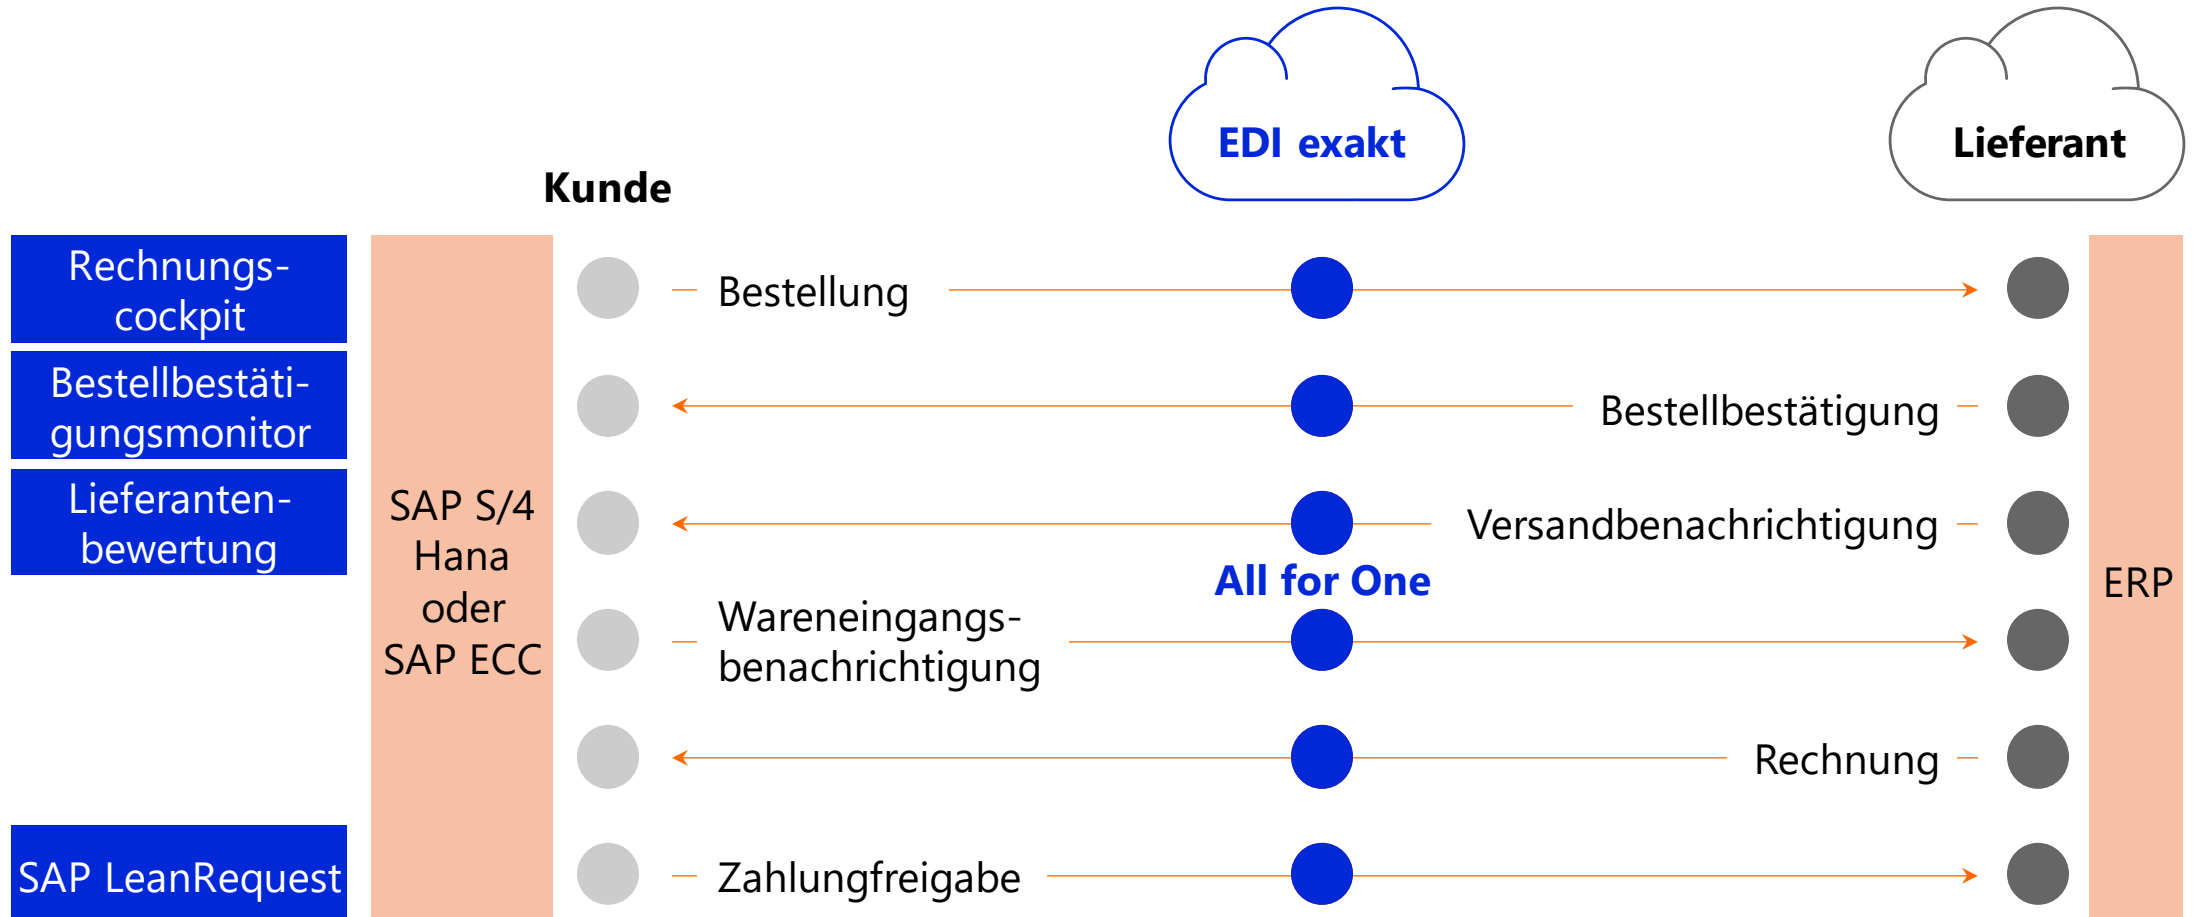 EDI exakt
Lieferant
Kunde
Rechnungs-
cockpit
Bestellbestäti-
gungsmonitor
Lieferanten-
bewertung
SAP LeanRequest
SAP S/4
Hana
oder
SAP ECC
Bestellung
Bestellbestätigung
Versandbenachrichtigung
All for One
Wareneingangs-
benachrichtigung
Rechnung
Zahlungfreigabe
ERP